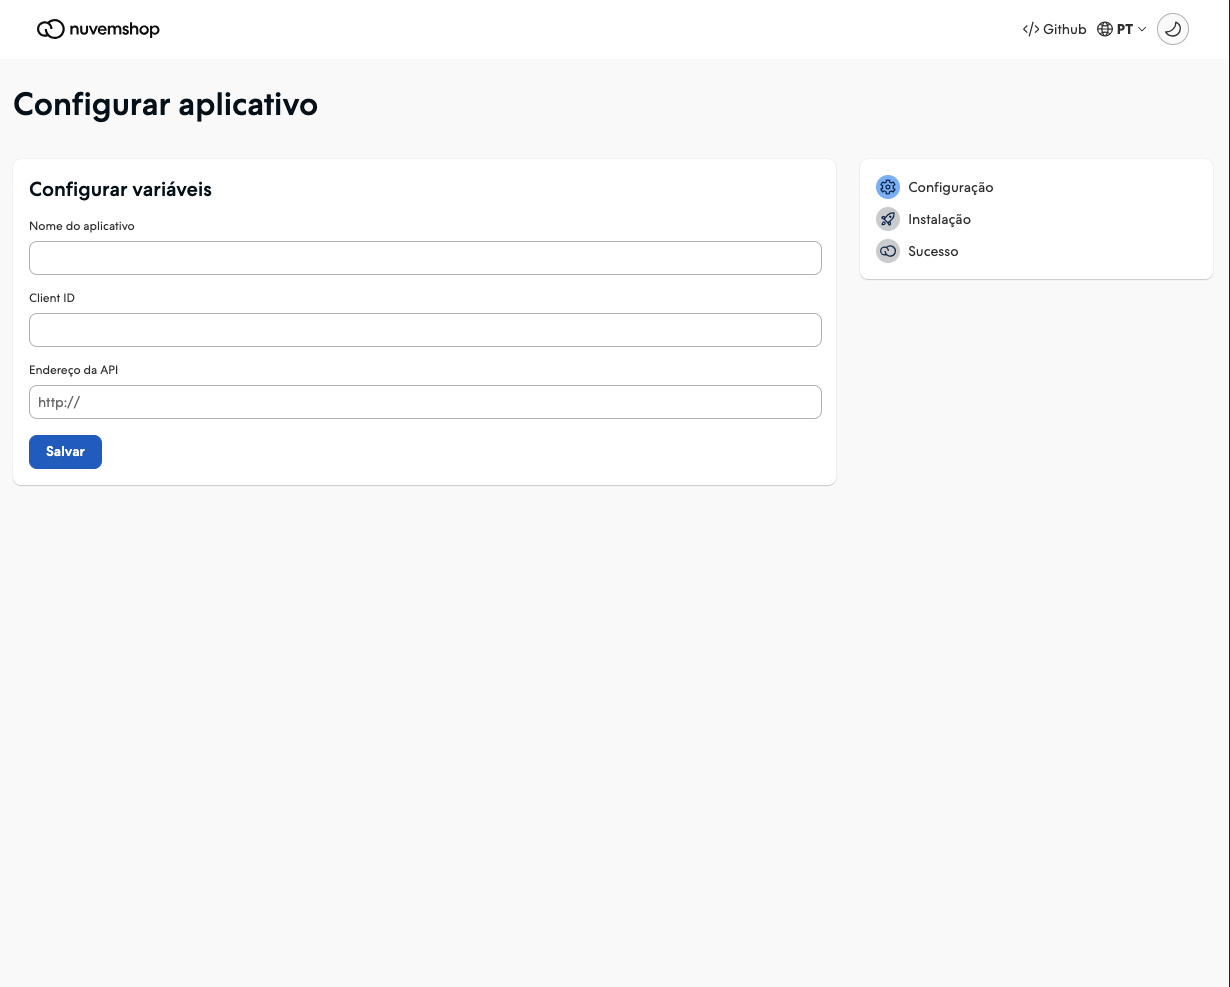 nuvemshop
</> Github
PT
Configurar aplicativo
Configurar variáveis
Nome do aplicativo
Client ID
Endereço da API
http://
Salvar
Configuração
Instalação
Sucesso